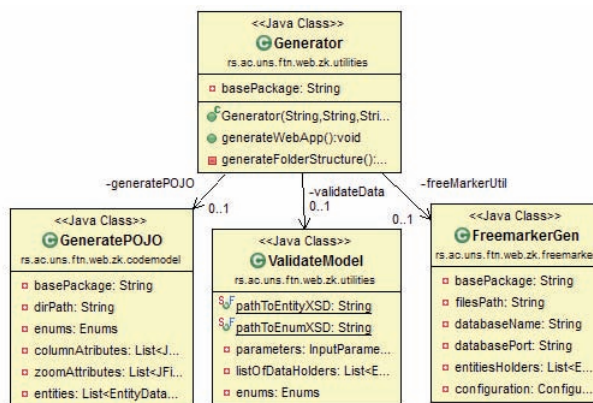 <<Java Class>>
Generator
rs.ac.uns.ftn.web.zk.utilities
basePackage: String
Generator(String,String,Stri...
generateWebApp():void
generateFolderStructure():...
-generatePOJO
0..1
-validateData
0..1
-freeMarkerUtil
0..1
<<Java Class>>
GeneratePOJO
rs.ac.uns.ftn.web.zk.codemodel
basePackage: String
dirPath: String
enums: Enums
columnAtributes: List<J...
zoomAtributes: List<JFi...
entities: List<EntityData...
<<Java Class>>
ValidateModel
rs.ac.uns.ftn.web.zk.utilities
pathToEntityXSD: String
pathToEnumXSD: String
parameters: InputParame...
listOfDataHolders: List<E...
enums: Enums
<<Java Class>>
FreemarkerGen
rs.ac.uns.ftn.web.zk.freemarker
basePackage: String
filesPath: String
databaseName: String
databasePort: String
entitiesHolders: List<E...
configuration: Configu...